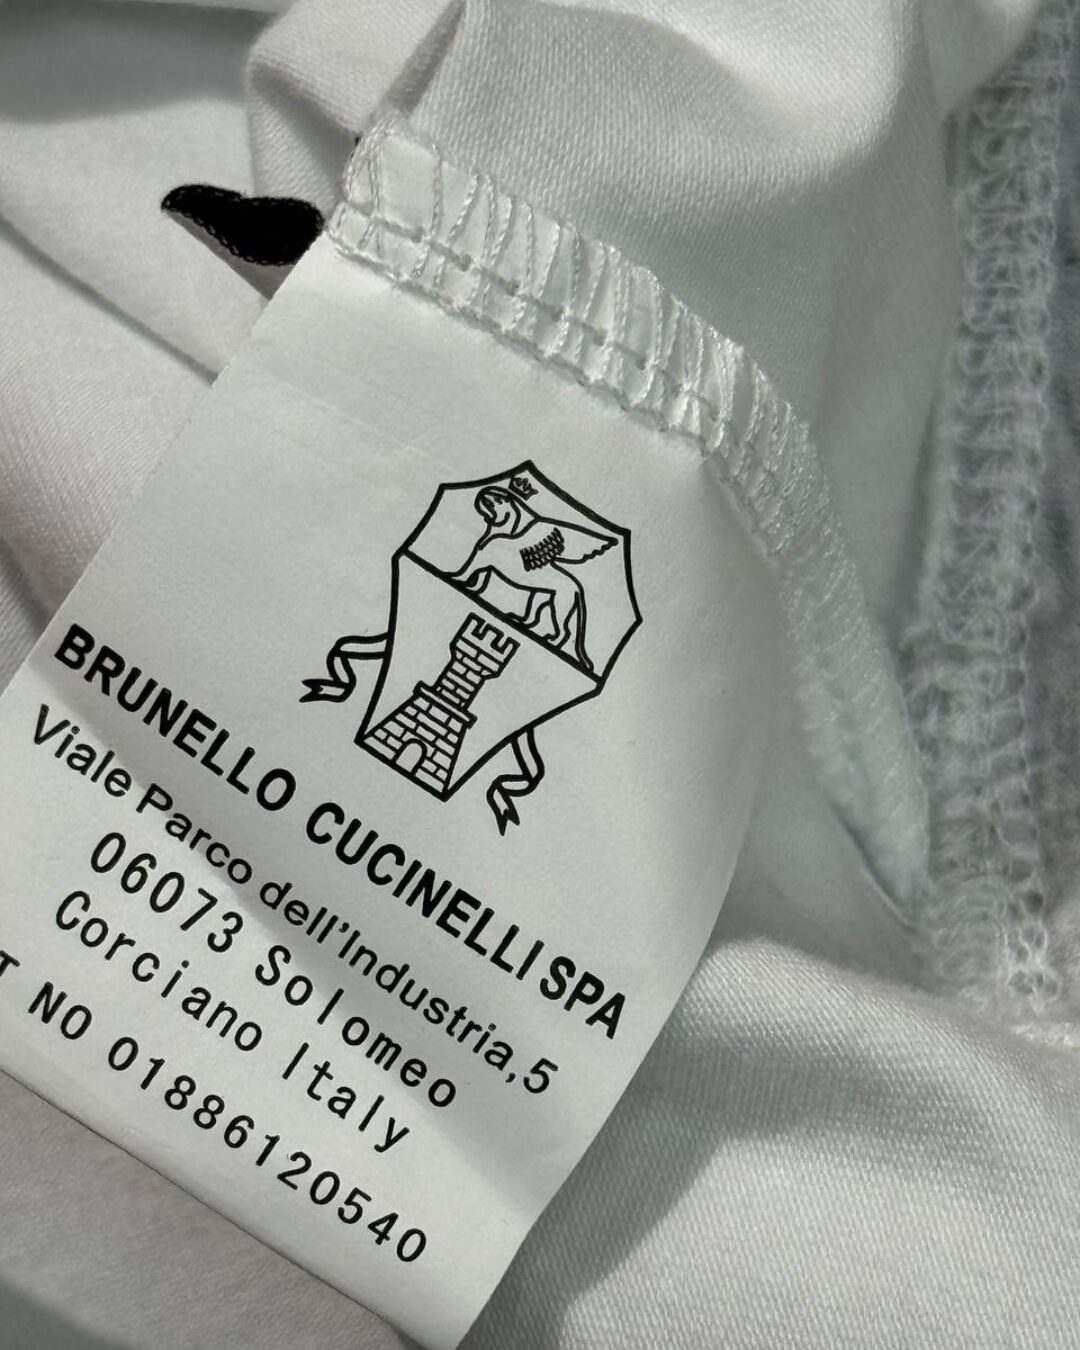 BRUNELLO CUCINELLI SPA
Viale Parco dell'Industria,5
06073 Solomeo
Corciano Italy
T NO 01886120540